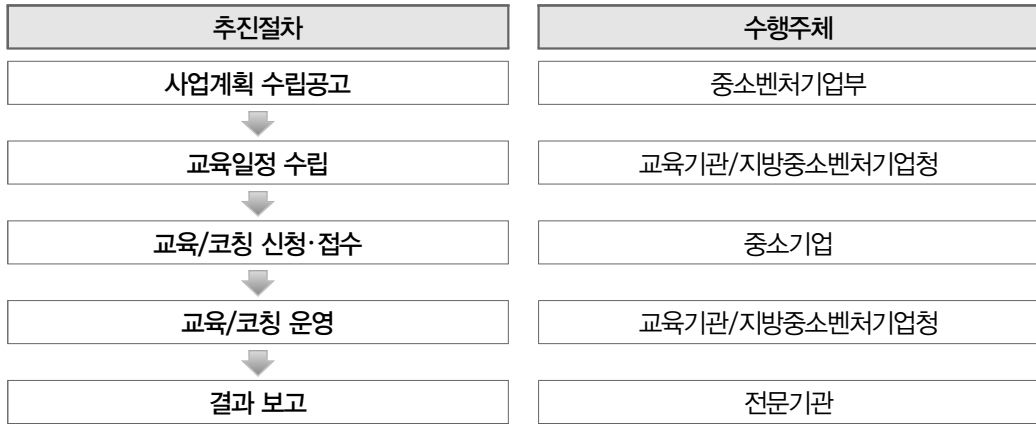 추진절차 수행주체
사업계획 수립공고 중소벤처기업부
교육일정 수립 교육기관/지방중소벤처기업청
교육/코칭 신청·접수 중소기업
교육/코칭 운영 교육기관/지방중소벤처기업청
결과 보고 전문기관